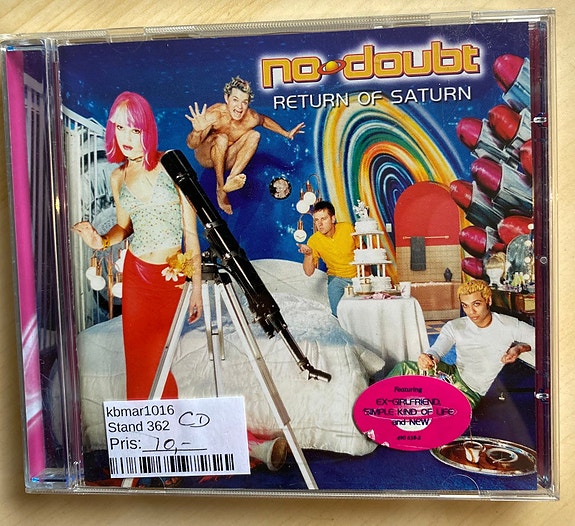 no doubt
RETURN OF SATURN
Featuring
EX-GIRLFRIEND,
SIMPLE KIND OF LIFE
and NEW
kbmar1016
Stand 362 CD
Pris: 10,-